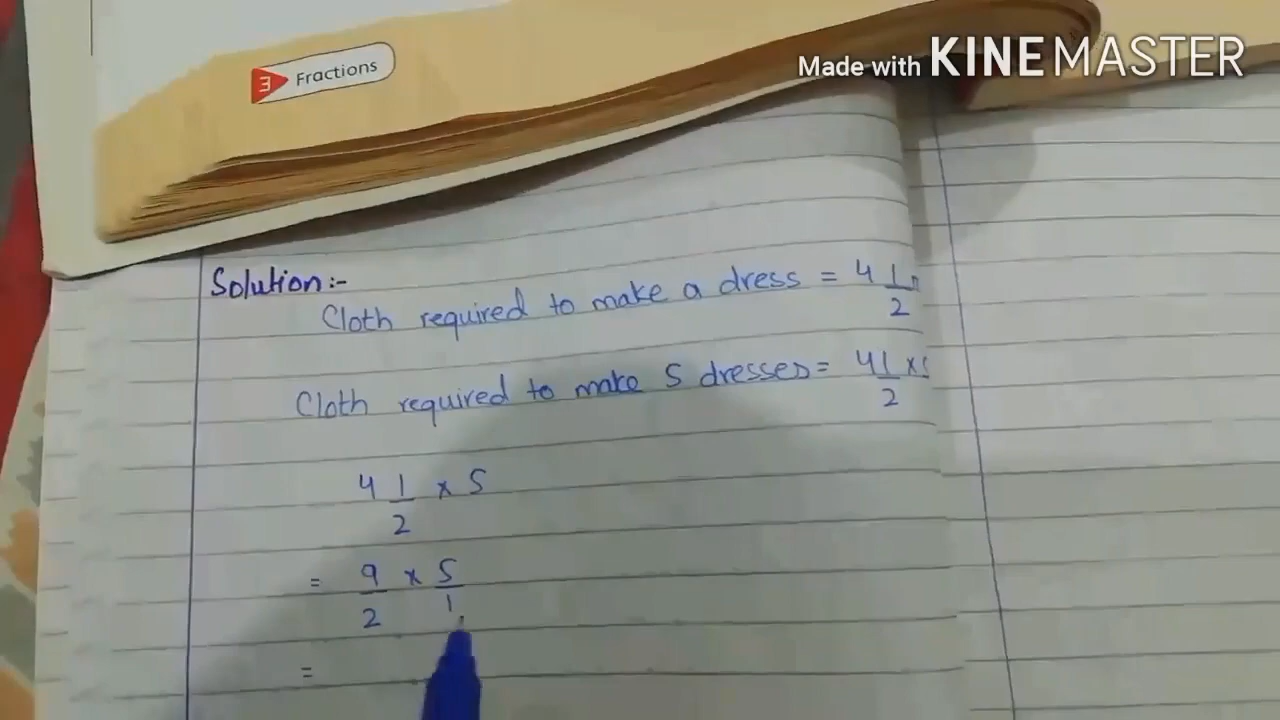 3 Fractions
Made with KINEMASTER
Solution :-
Cloth required to make a dress = 4 1/2
Cloth required to make 5 dresses = 4 1/2 ×
4 1/2 × 5
= 9/2 × 5/1
=